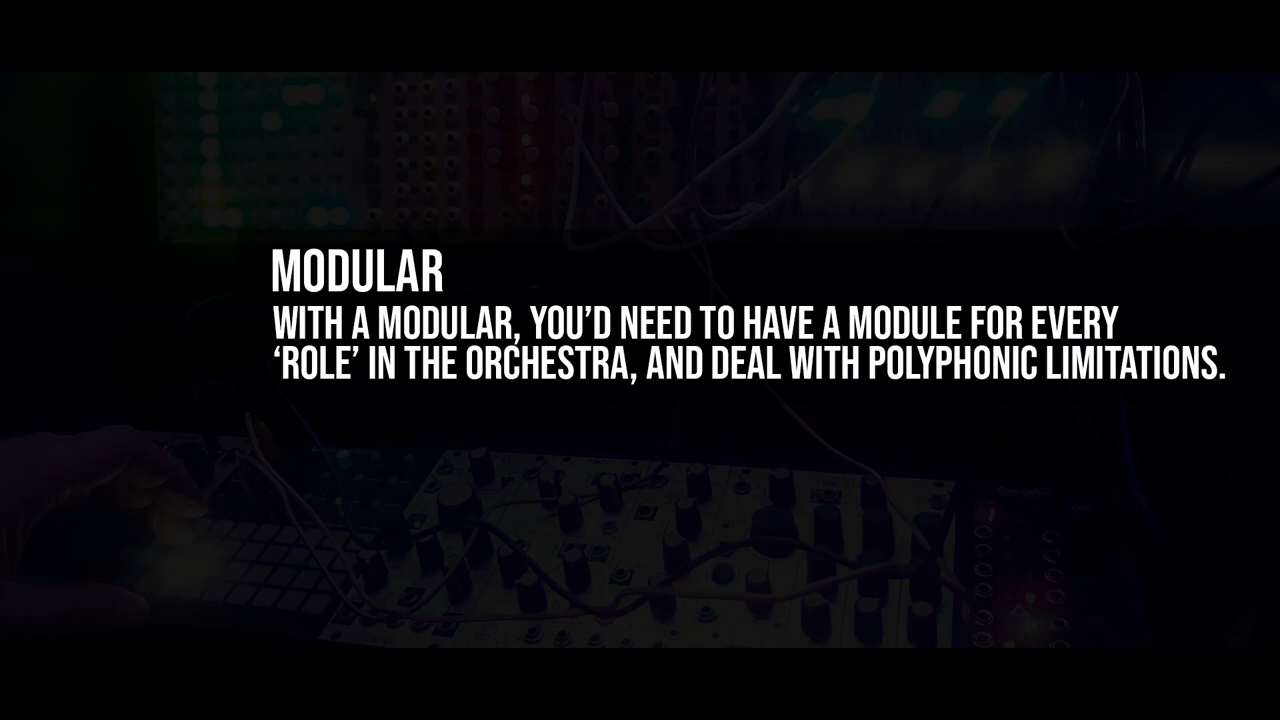 MODULAR
WITH A MODULAR, YOU’D NEED TO HAVE A MODULE FOR EVERY
‘ROLE’ IN THE ORCHESTRA, AND DEAL WITH POLYPHONIC LIMITATIONS.